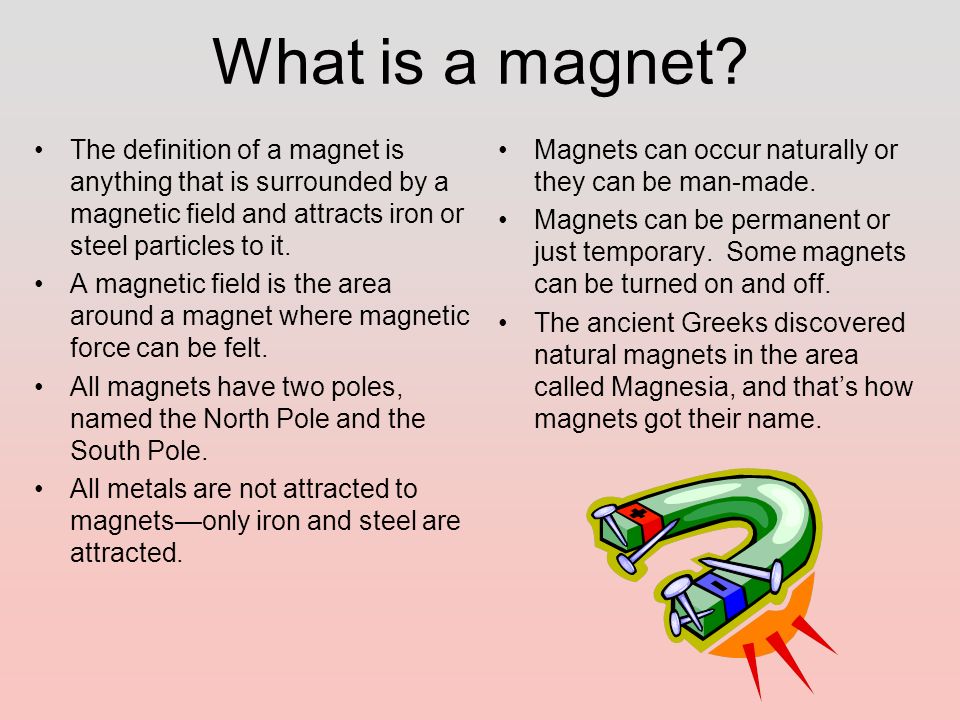 What is a magnet?
• The definition of a magnet is
anything that is surrounded by a
magnetic field and attracts iron or
steel particles to it.
• A magnetic field is the area
around a magnet where magnetic
force can be felt.
• All magnets have two poles,
named the North Pole and the
South Pole.
• All metals are not attracted to
magnets—only iron and steel are
attracted.
• Magnets can occur naturally or
they can be man-made.
• Magnets can be permanent or
just temporary.  Some magnets
can be turned on and off.
• The ancient Greeks discovered
natural magnets in the area
called Magnesia, and that’s how
magnets got their name.
+
-